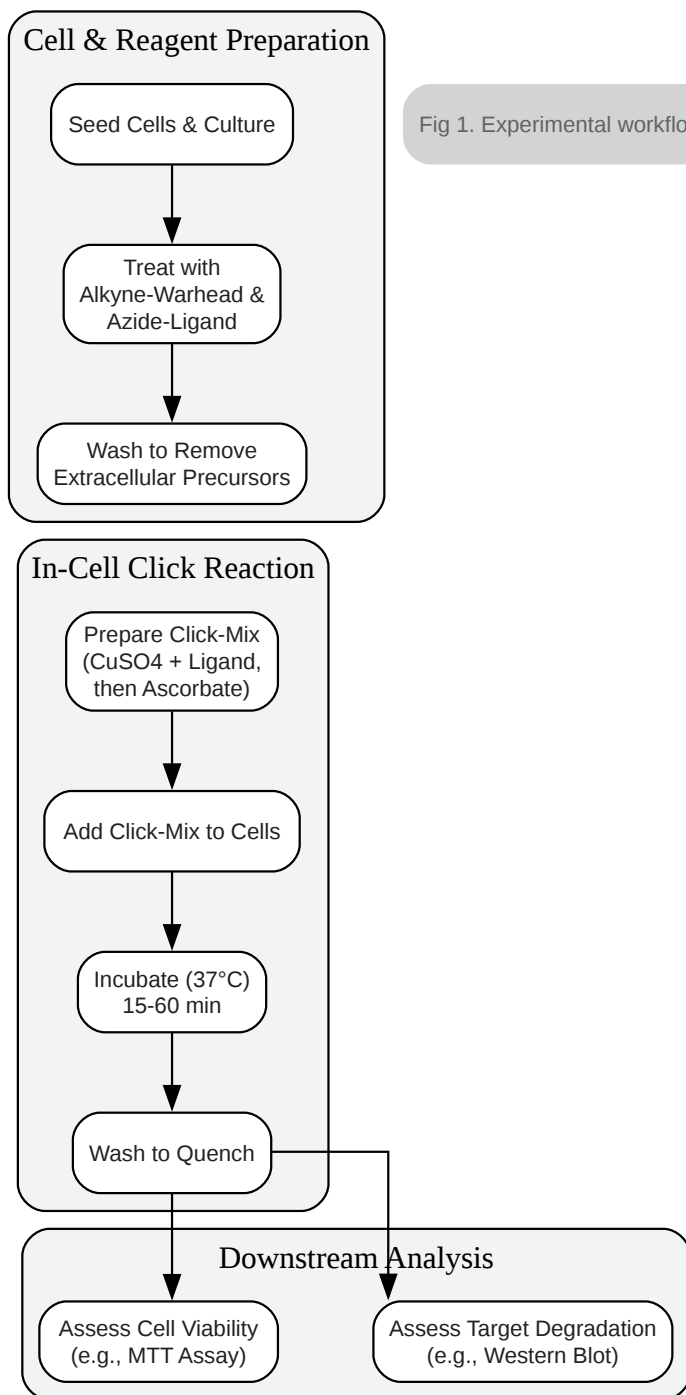 Cell & Reagent Preparation
Seed Cells & Culture
Fig 1. Experimental workflo
Treat with
Alkyne-Warhead &
Azide-Ligand
Wash to Remove
Extracellular Precursors
In-Cell Click Reaction
Prepare Click-Mix
(CuSO4 + Ligand,
then Ascorbate)
Add Click-Mix to Cells
Incubate (37°C)
15-60 min
Wash to Quench
Downstream Analysis
Assess Cell Viability
(e.g., MTT Assay)
Assess Target Degradation
(e.g., Western Blot)